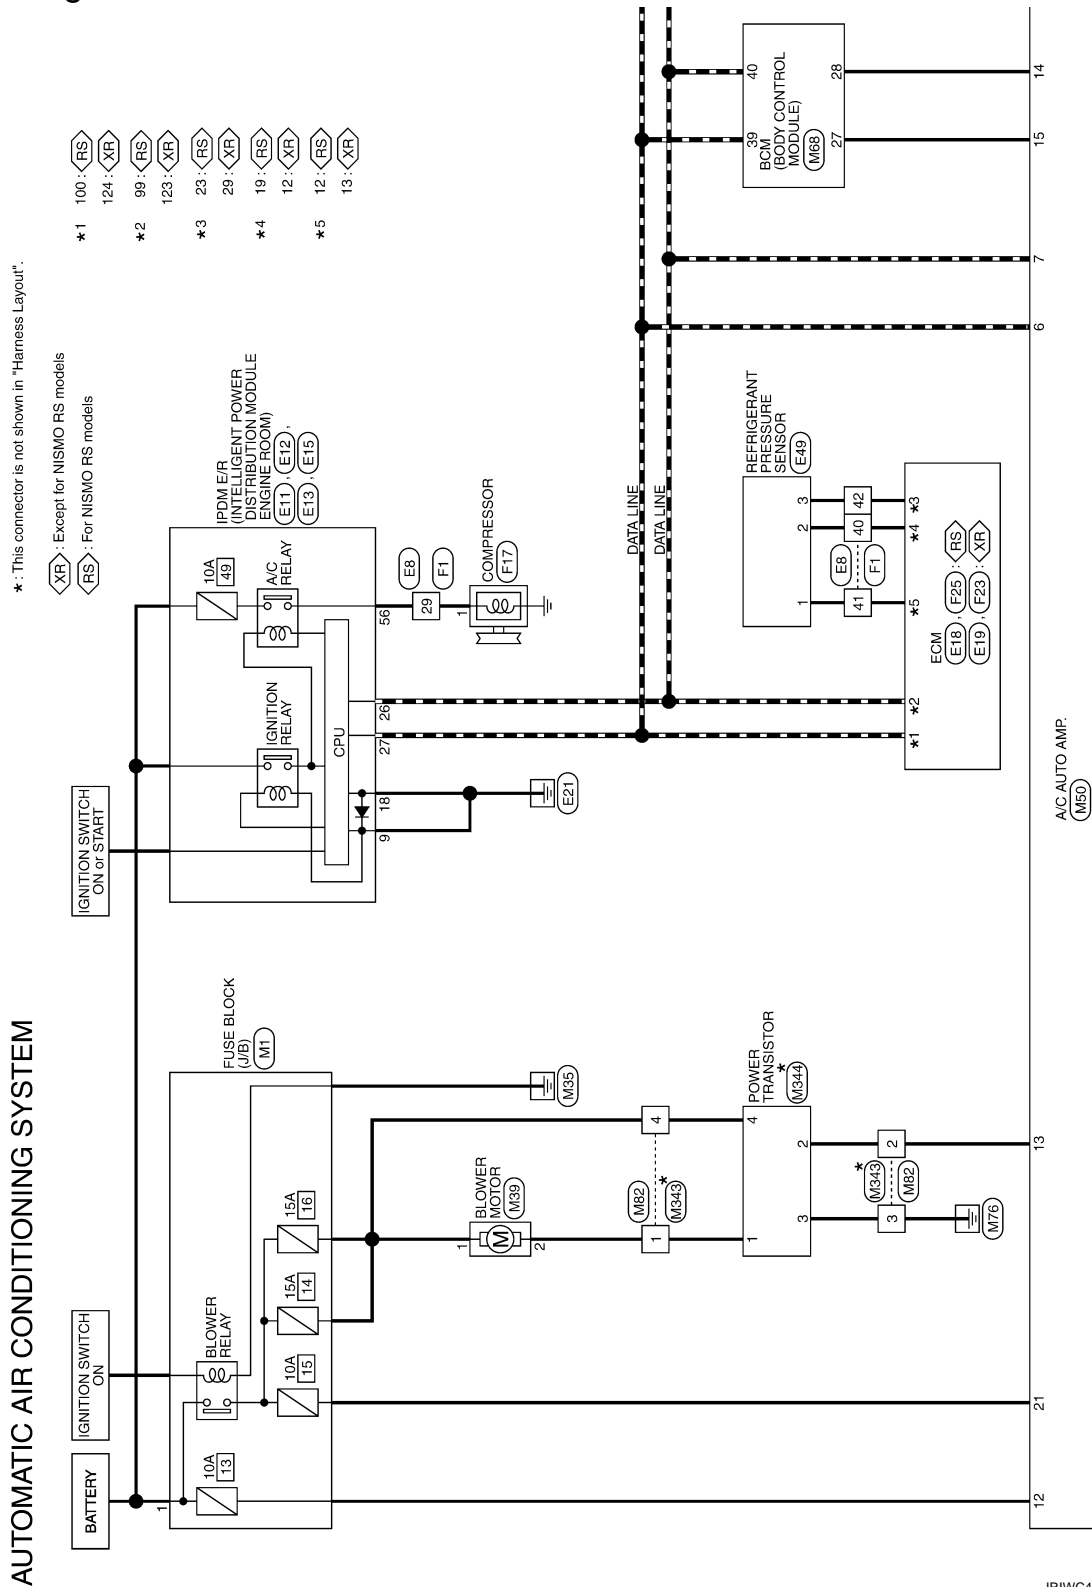 AUTOMATIC AIR CONDITIONING SYSTEM
★ : This connector is not shown in "Harness Layout".
XR : Except for NISMO RS models
RS : For NISMO RS models
★1 100 : RS
124 : XR
★2 99 : RS
123 : XR
★3 23 : RS
29 : XR
★4 19 : RS
12 : XR
★5 12 : RS
13 : XR
BATTERY
IGNITION SWITCH
ON
IGNITION SWITCH
ON or START
1
10A
13
BLOWER
RELAY
10A
15
15A
14
15A
16
FUSE BLOCK
(J/B)
M1
M35
IGNITION
RELAY
10A
49
A/C
RELAY
CPU
IPDM E/R
(INTELLIGENT POWER
DISTRIBUTION MODULE
ENGINE ROOM)
E11 , E12 ,
E13 , E15
9
18
27
26
56
E21
29
E8
F1
1
COMPRESSOR
F17
1
2
BLOWER
MOTOR
M39
M
1
M82
M343 ★
4
1
4
3
2
POWER
TRANSISTOR
★
M344
3
★
M343
M82
2
M76
DATA LINE
DATA LINE
REFRIGERANT
PRESSURE
SENSOR
E49
1
2
3
41
E8
F1
40
42
★1
★2
★5
★4
★3
ECM
E18 , F25 : RS
E19 , F23 : XR
39
40
BCM
(BODY CONTROL
MODULE)
M68
27
28
12
21
13
6
7
15
14
A/C AUTO AMP.
M50